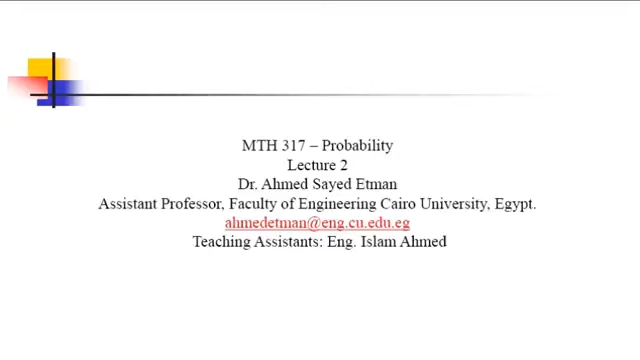 MTH 317 – Probability
Lecture 2
Dr. Ahmed Sayed Etman
Assistant Professor, Faculty of Engineering Cairo University, Egypt.
ahmedetman@eng.cu.edu.eg
Teaching Assistants: Eng. Islam Ahmed